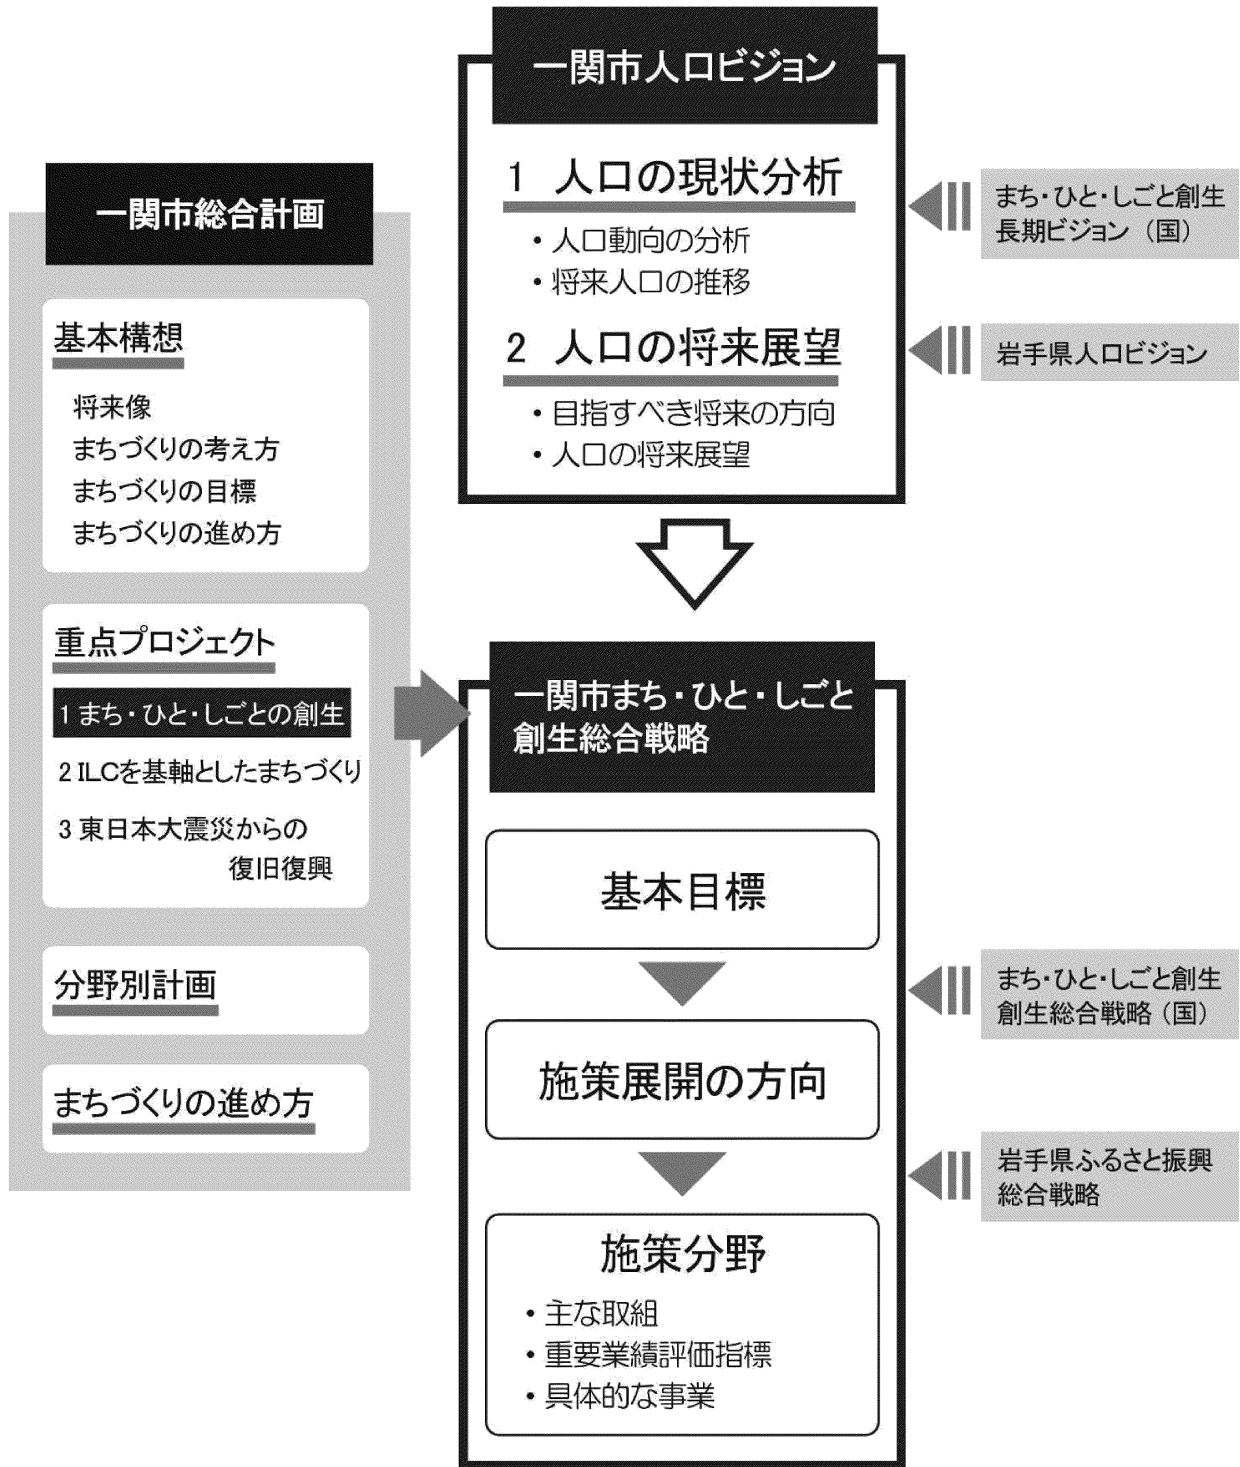 一関市総合計画
基本構想
将来像
まちづくりの考え方
まちづくりの目標
まちづくりの進め方
重点プロジェクト
1 まち・ひと・しごとの創生
2 ILCを基軸としたまちづくり
3 東日本大震災からの
復旧復興
分野別計画
まちづくりの進め方
一関市人口ビジョン
1 人口の現状分析
・人口動向の分析
・将来人口の推移
2 人口の将来展望
・目指すべき将来の方向
・人口の将来展望
まち・ひと・しごと創生
長期ビジョン（国）
岩手県人口ビジョン
一関市まち・ひと・しごと
創生総合戦略
基本目標
施策展開の方向
施策分野
・主な取組
・重要業績評価指標
・具体的な事業
まち・ひと・しごと創生
創生総合戦略（国）
岩手県ふるさと振興
総合戦略